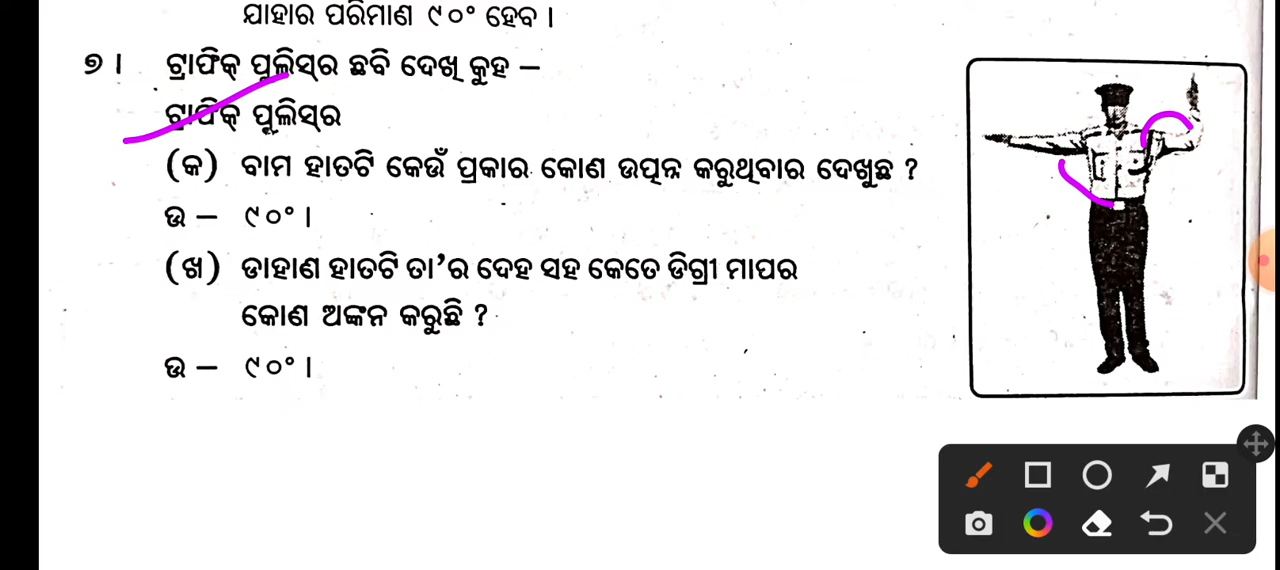 ଯାହାର ପରିମାଣ ୯୦° ହେବ ।
୭ । ଟ୍ରାଫିକ୍ ପୁଲିସ୍‌ର ଛବି ଦେଖି କୁହ –
ଟ୍ରାଫିକ୍ ପୁଲିସ୍‌ର
(କ) ବାମ ହାତଟି କେଉଁ ପ୍ରକାର କୋଣ ଉତ୍ପନ୍ନ କରୁଥିବାର ଦେଖୁଛ ?
ଉ – ୯୦° ।
(ଖ) ଡାହାଣ ହାତଟି ତା’ର ଦେହ ସହ କେତେ ଡିଗ୍ରୀ ମାପର
କୋଣ ଅଙ୍କନ କରୁଛି ?
ଉ – ୯୦° ।